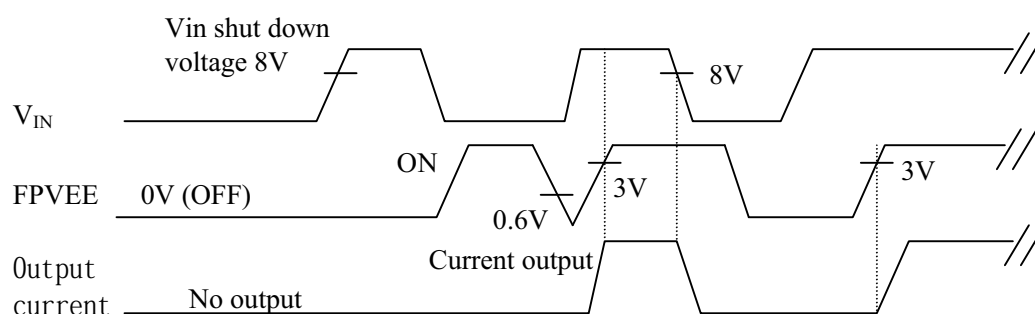 Vin shut down
voltage 8V
8V
V_IN
ON
FPVEE 0V (OFF)
3V
3V
0.6V
Current output
Output
current
No output